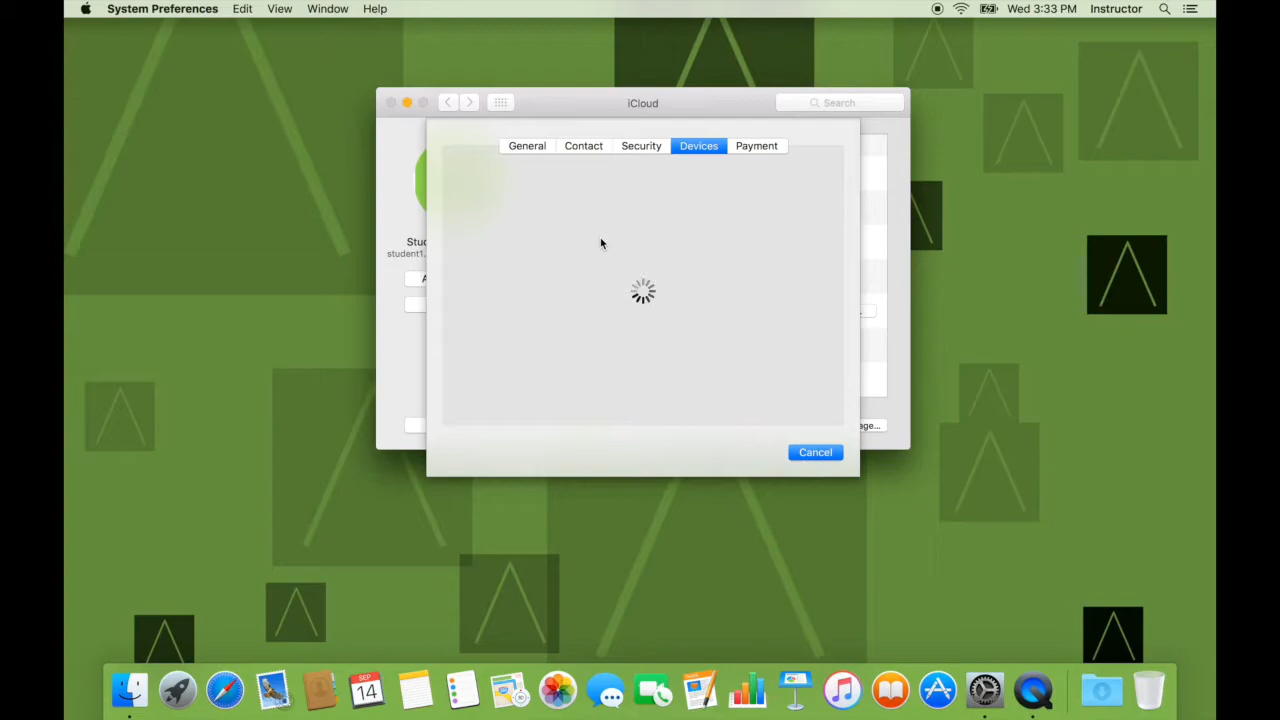 System Preferences Edit View Window Help Wed 3:33 PM Instructor
iCloud
Search
General Contact Security Devices Payment
student1.
Cancel
SEP
14